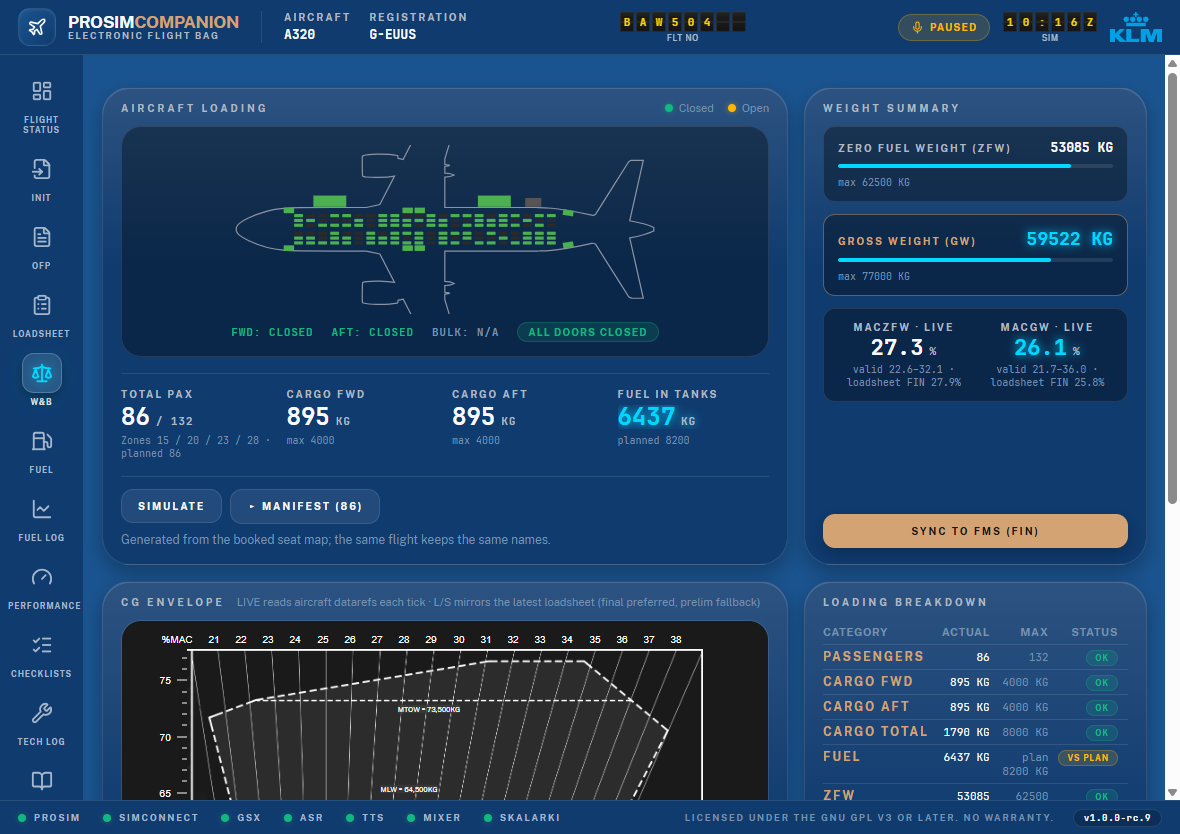 PROSIMCOMPANION
ELECTRONIC FLIGHT BAG
AIRCRAFT
A320
REGISTRATION
G-EUUS
BAW504
FLT NO
PAUSED
10:16Z
SIM
KLM
FLIGHT STATUS
INIT
OFP
LOADSHEET
W&B
FUEL
FUEL LOG
PERFORMANCE
CHECKLISTS
TECH LOG
AIRCRAFT LOADING
Closed
Open
FWD: CLOSED AFT: CLOSED BULK: N/A ALL DOORS CLOSED
TOTAL PAX
86 / 132
Zones 15 / 20 / 23 / 28 ·
planned 86
CARGO FWD
895 KG
max 4000
CARGO AFT
895 KG
max 4000
FUEL IN TANKS
6437 KG
planned 8200
SIMULATE
► MANIFEST (86)
Generated from the booked seat map; the same flight keeps the same names.
WEIGHT SUMMARY
ZERO FUEL WEIGHT (ZFW) 53085 KG
max 62500 KG
GROSS WEIGHT (GW) 59522 KG
max 77000 KG
MACZFW · LIVE
27.3 %
valid 22.6–32.1 ·
loadsheet FIN 27.9%
MACGW · LIVE
26.1 %
valid 21.7–36.0 ·
loadsheet FIN 25.8%
SYNC TO FMS (FIN)
CG ENVELOPE LIVE reads aircraft datarefs each tick · L/S mirrors the latest loadsheet (final preferred, prelim fallback)
%MAC 21 22 23 24 25 26 27 28 29 30 31 32 33 34 35 36 37 38
75
MTOW = 73,500KG
70
MLW = 64,500KG
65
LOADING BREAKDOWN
CATEGORY ACTUAL MAX STATUS
PASSENGERS 86 132 OK
CARGO FWD 895 KG 4000 KG OK
CARGO AFT 895 KG 4000 KG OK
CARGO TOTAL 1790 KG 8000 KG OK
FUEL 6437 KG plan 8200 KG VS PLAN
ZFW 53085 62500 OK
PROSIM SIMCONNECT GSX ASR TTS MIXER SKALARKI
LICENSED UNDER THE GNU GPL V3 OR LATER. NO WARRANTY.
v1.0.0-rc.9